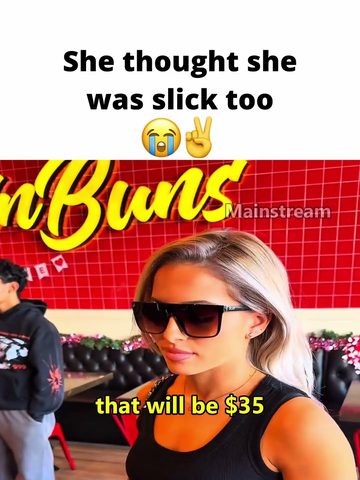 She thought she
was slick too
😭✌️
nBuns
Mainstream
that will be $35